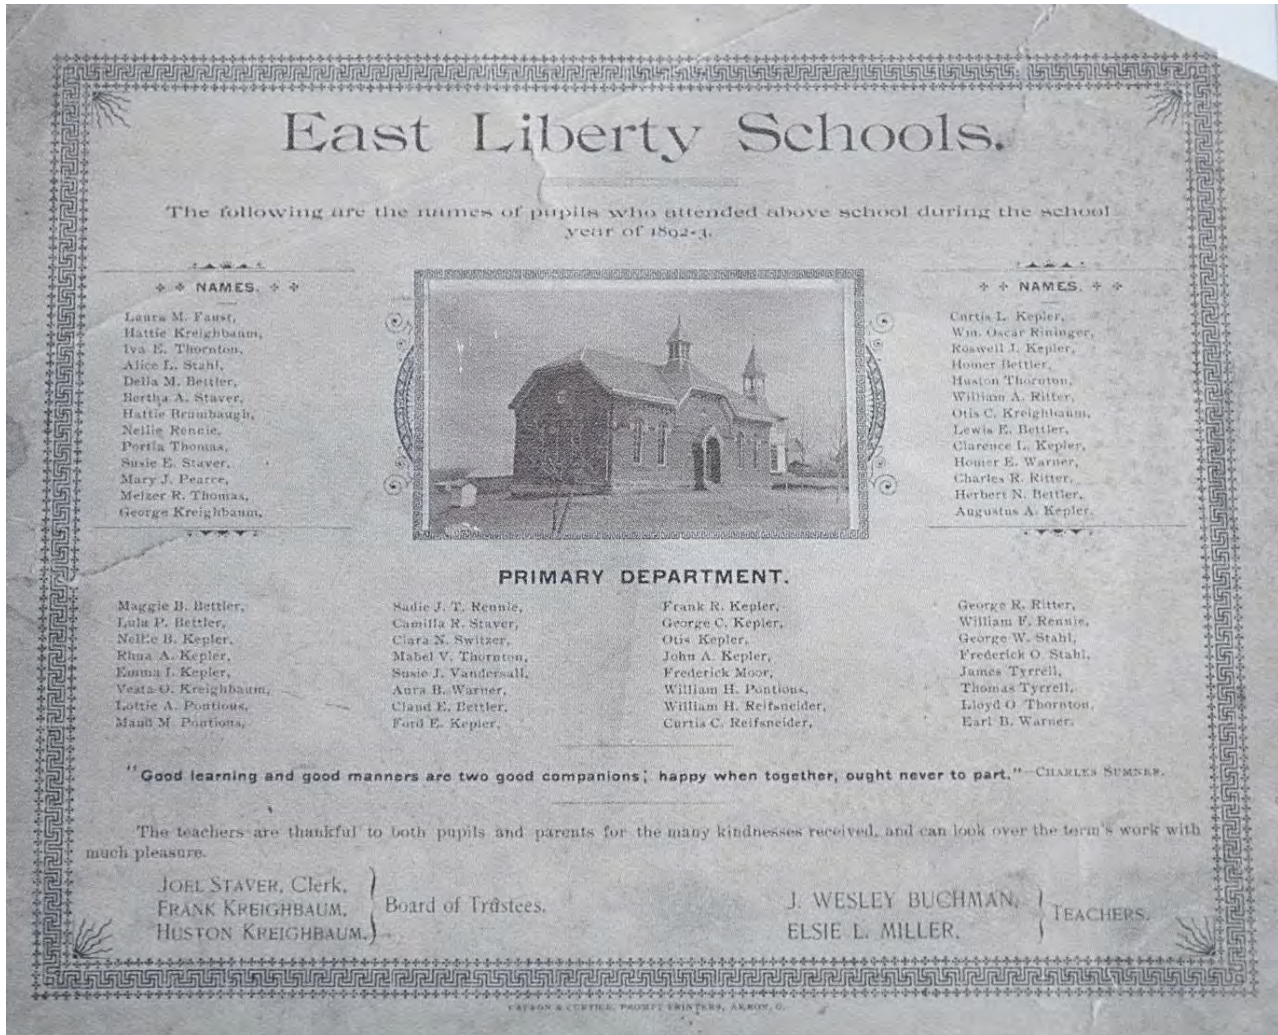 East Liberty Schools.
The following are the names of pupils who attended above school during the school
year of 1892-3.
NAMES.
Laura M. Faust,
Hattie Kreighbaum,
Iva E. Thornton,
Alice L. Stahl,
Della M. Bettler,
Bertha A. Staver,
Hattie Brumbaugh,
Nellie Rennie,
Portia Thomas,
Susie E. Staver,
Mary J. Pearce,
Melzer R. Thomas,
George Kreighbaum,
NAMES.
Curtis L. Kepler,
Wm. Oscar Rininger,
Roswell J. Kepler,
Homer Bettler,
Huston Thornton,
William A. Ritter,
Otis C. Kreighbaum,
Lewis E. Bettler,
Clarence L. Kepler,
Homer E. Warner,
Charles R. Ritter,
Herbert N. Bettler,
Augustus A. Kepler.
PRIMARY DEPARTMENT.
Maggie B. Bettler,
Lula P. Bettler,
Nellie B. Kepler,
Rhua A. Kepler,
Emma I. Kepler,
Vesta O. Kreighbaum,
Lottie A. Pontious,
Maud M. Pontious,
Sadie J. T. Rennie,
Camilla R. Staver,
Clara N. Switzer,
Mabel V. Thornton,
Susie J. Vandersall,
Aura B. Warner,
Claud E. Bettler,
Ford E. Kepler,
Frank R. Kepler,
George C. Kepler,
Otis Kepler,
John A. Kepler,
Frederick Moor,
William H. Pontious,
William H. Reifsneider,
Curtis C. Reifsneider,
George R. Ritter,
William F. Rennie,
George W. Stahl,
Frederick O. Stahl,
James Tyrrell,
Thomas Tyrrell,
Lloyd O. Thornton,
Earl B. Warner.
"Good learning and good manners are two good companions; happy when together, ought never to part."—CHARLES SUMNER.
The teachers are thankful to both pupils and parents for the many kindnesses received, and can look over the term's work with
much pleasure.
JOEL STAVER, Clerk,
FRANK KREIGHBAUM,
HUSTON KREIGHBAUM,
Board of Trustees.
J. WESLEY BUCHMAN,
ELSIE L. MILLER,
TEACHERS.
& CURTICE, PROMPT PRINTERS, AKRON, O.